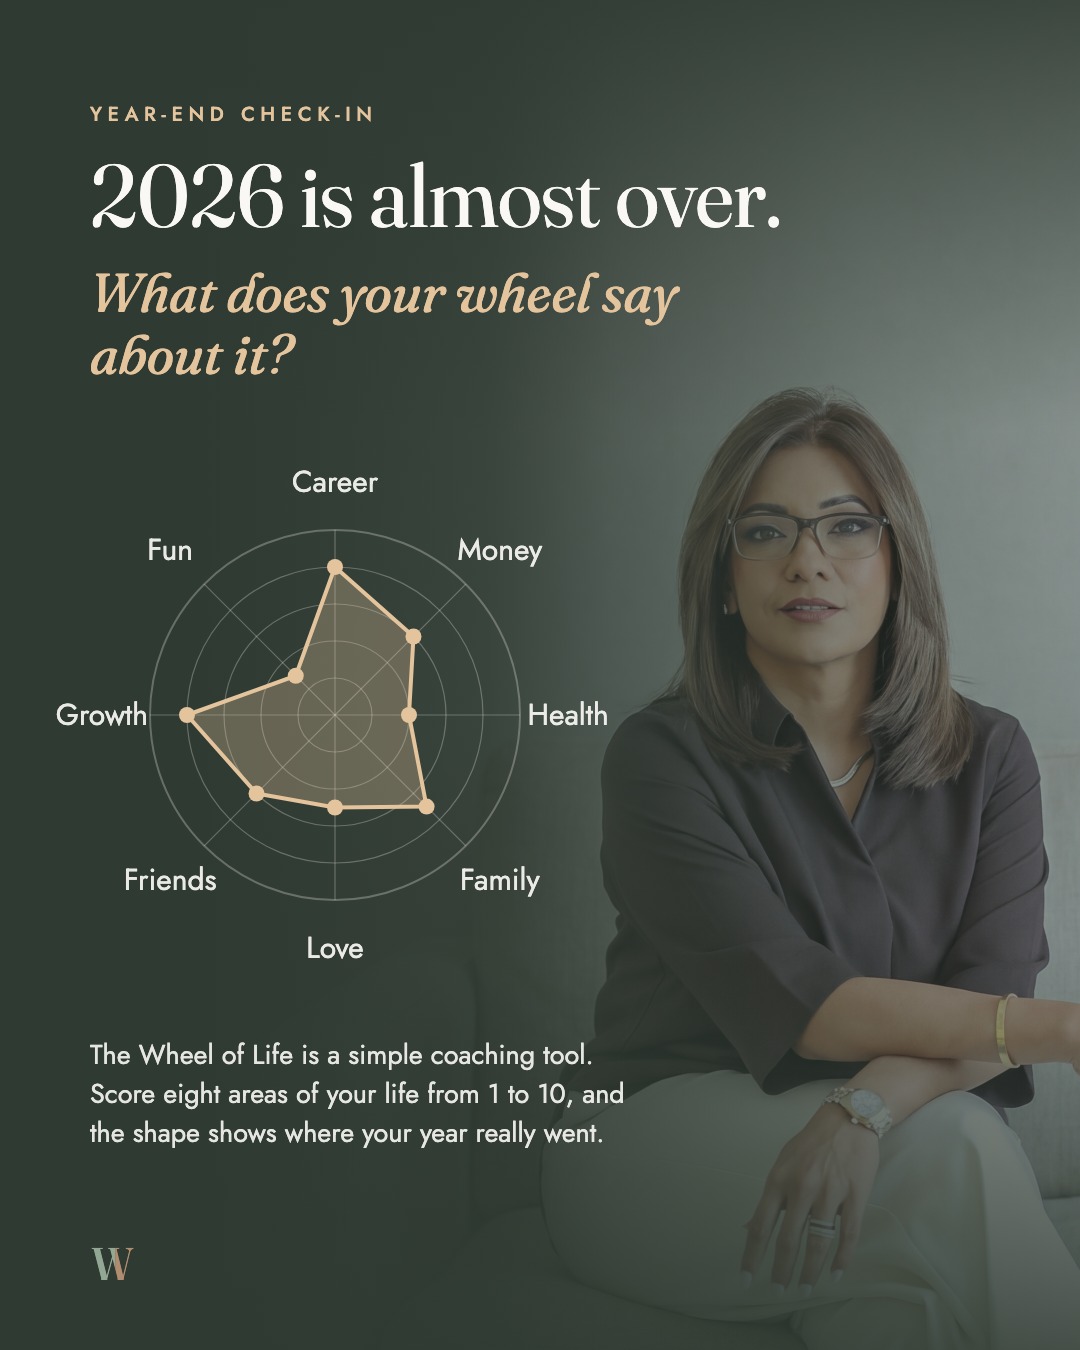 YEAR-END CHECK-IN
2026 is almost over.
What does your wheel say
about it?
Career
Fun
Money
Growth
Health
Friends
Family
Love
The Wheel of Life is a simple coaching tool.
Score eight areas of your life from 1 to 10, and
the shape shows where your year really went.
W